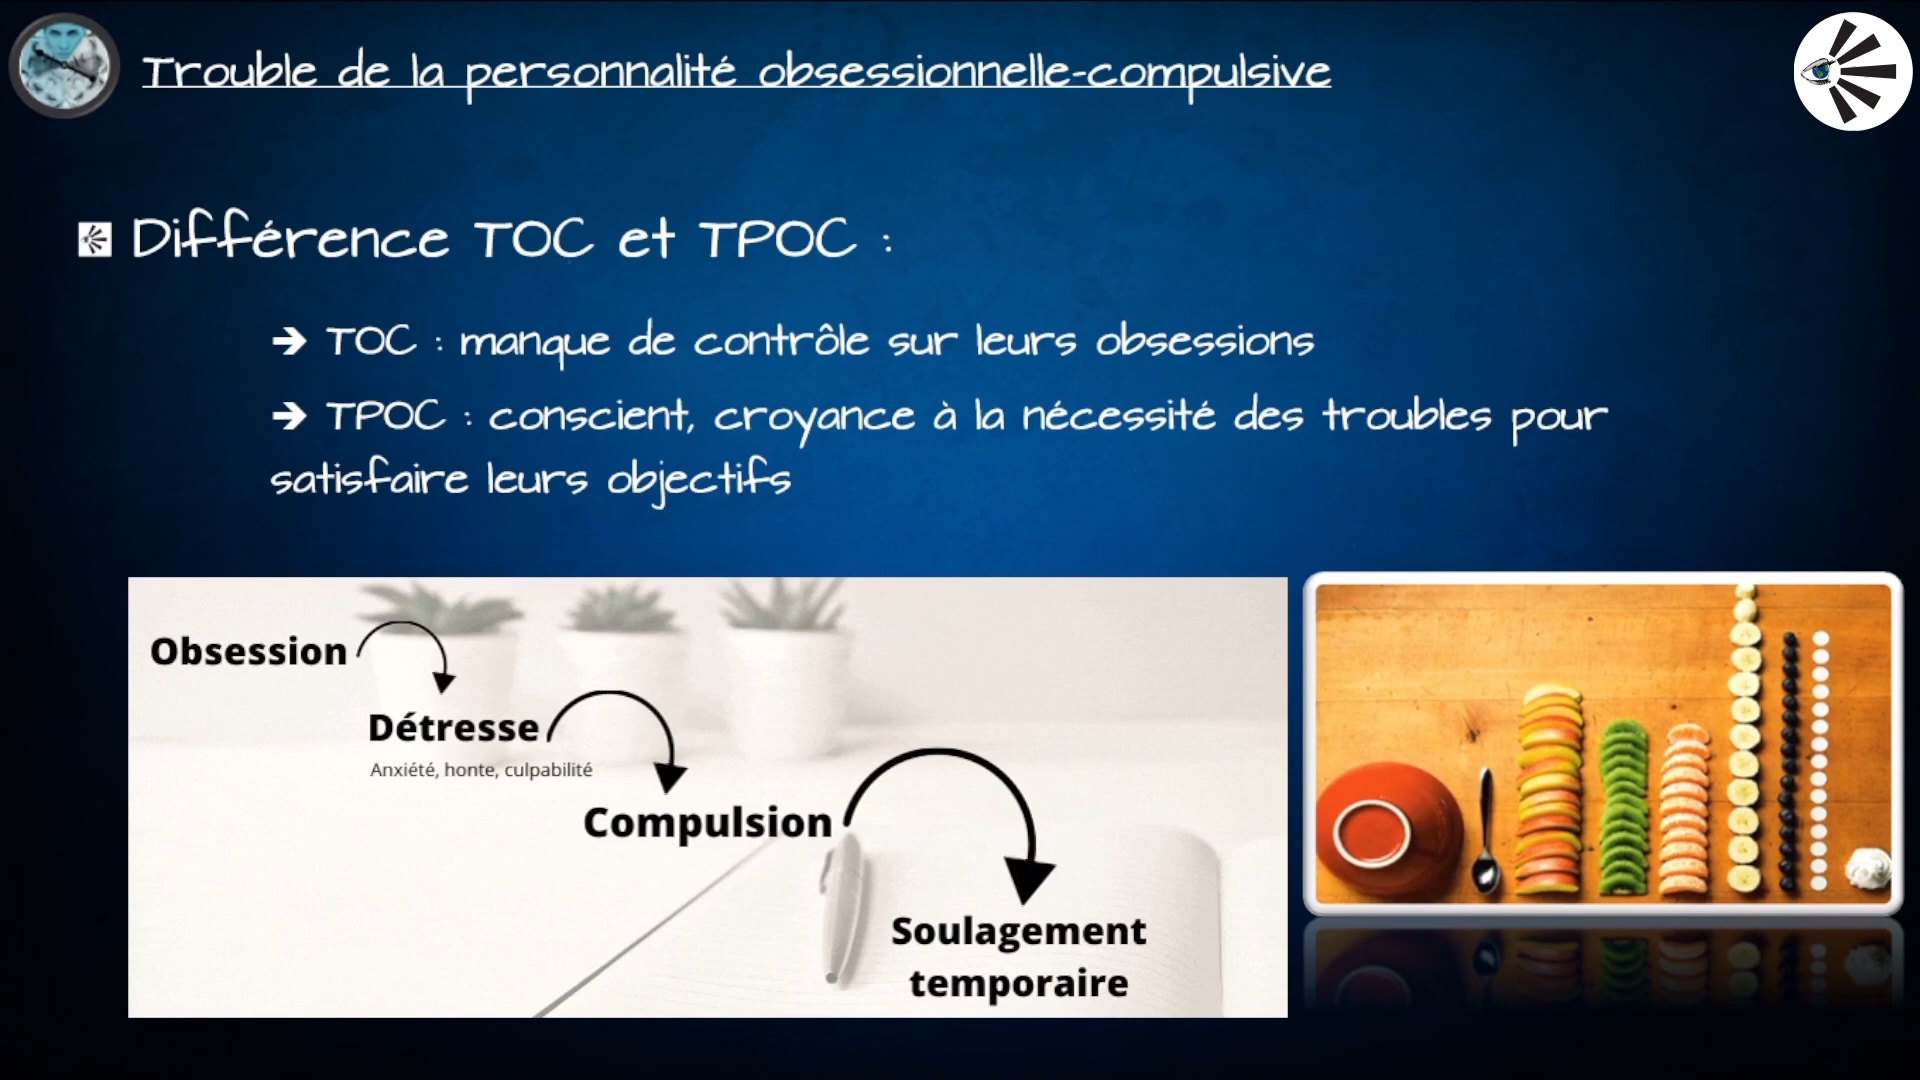 Trouble de la personnalité obsessionnelle-compulsive
Différence TOC et TPOC :
➔ TOC : manque de contrôle sur leurs obsessions
➔ TPOC : conscient, croyance à la nécessité des troubles pour
satisfaire leurs objectifs
Obsession
Détresse
Anxiété, honte, culpabilité
Compulsion
Soulagement
temporaire